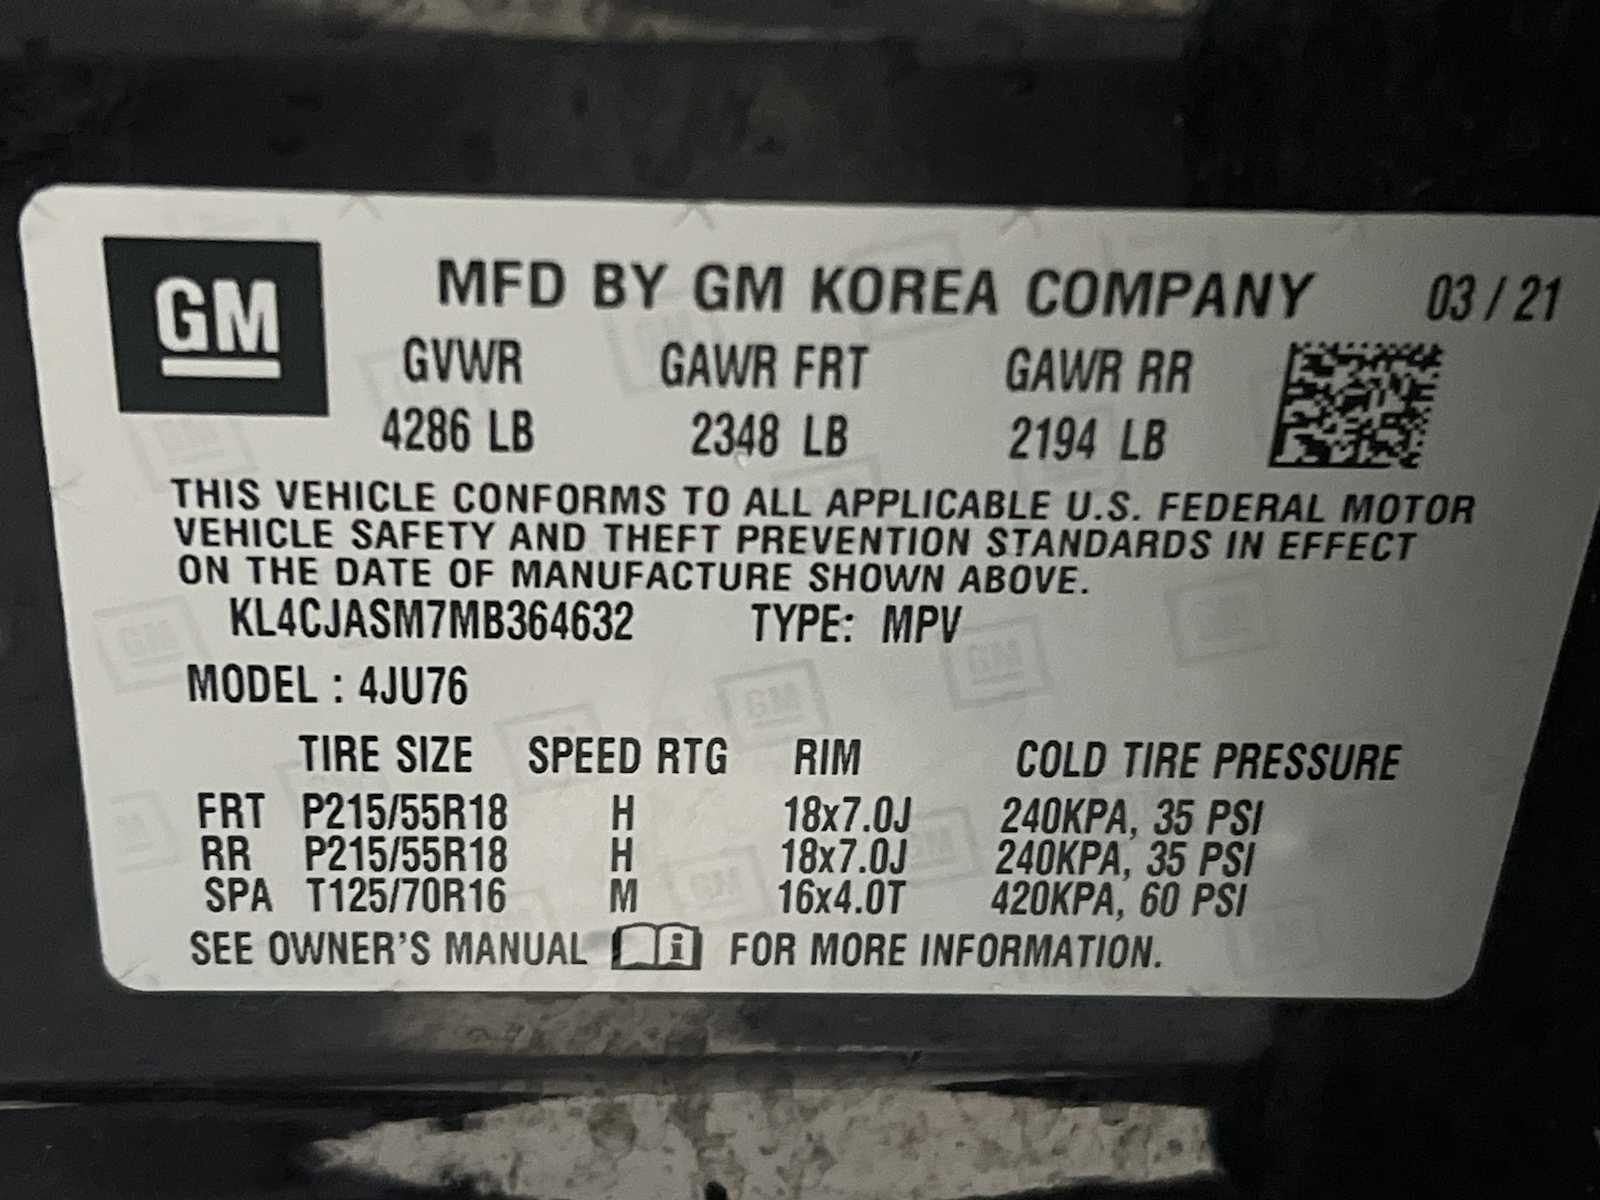 GM
MFD BY GM KOREA COMPANY 03 / 21
GVWR GAWR FRT GAWR RR
4286 LB 2348 LB 2194 LB
THIS VEHICLE CONFORMS TO ALL APPLICABLE U.S. FEDERAL MOTOR
VEHICLE SAFETY AND THEFT PREVENTION STANDARDS IN EFFECT
ON THE DATE OF MANUFACTURE SHOWN ABOVE.
KL4CJASM7MB364632 TYPE: MPV
MODEL : 4JU76
TIRE SIZE SPEED RTG RIM COLD TIRE PRESSURE
FRT P215/55R18 H 18x7.0J 240KPA, 35 PSI
RR P215/55R18 H 18x7.0J 240KPA, 35 PSI
SPA T125/70R16 M 16x4.0T 420KPA, 60 PSI
SEE OWNER'S MANUAL i FOR MORE INFORMATION.